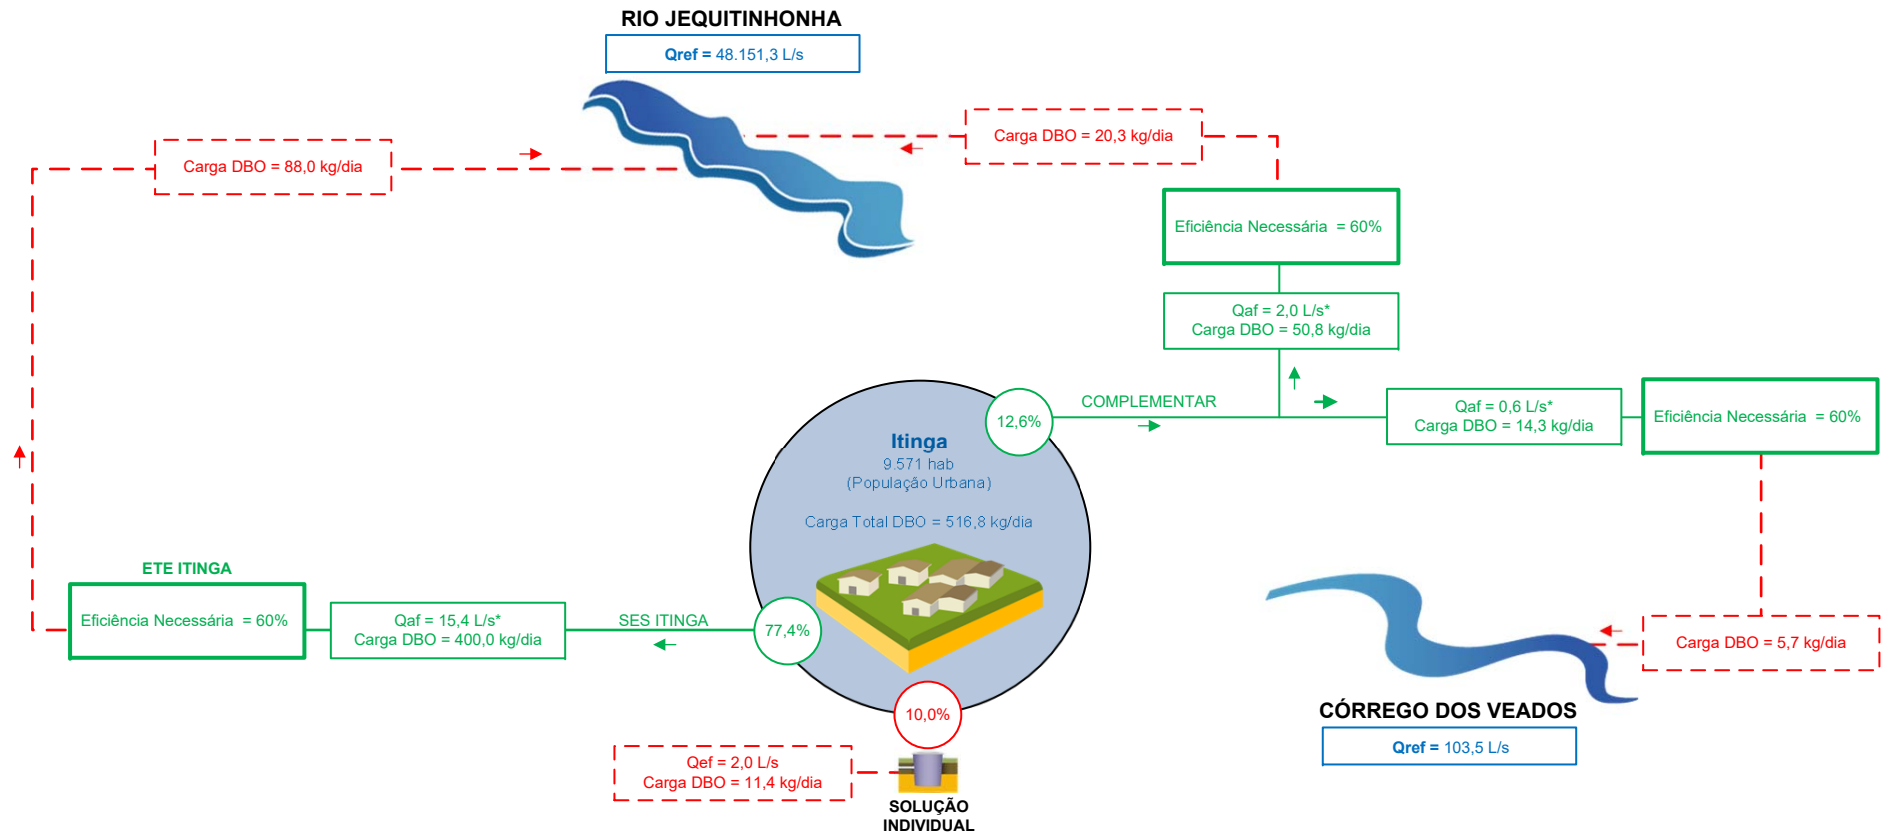 RIO JEQUITINHONHA
Qref = 48.151,3 L/s
Carga DBO = 20,3 kg/dia
Carga DBO = 88,0 kg/dia
Eficiência Necessária = 60%
Qaf = 2,0 L/s*
Carga DBO = 50,8 kg/dia
COMPLEMENTAR
12,6%
Qaf = 0,6 L/s*
Carga DBO = 14,3 kg/dia
Eficiência Necessária = 60%
Itinga
9.571 hab
(População Urbana)
Carga Total DBO = 516,8 kg/dia
ETE ITINGA
Eficiência Necessária = 60%
Qaf = 15,4 L/s*
Carga DBO = 400,0 kg/dia
SES ITINGA
77,4%
Carga DBO = 5,7 kg/dia
10,0%
CÓRREGO DOS VEADOS
Qref = 103,5 L/s
Qef = 2,0 L/s
Carga DBO = 11,4 kg/dia
SOLUÇÃO
INDIVIDUAL